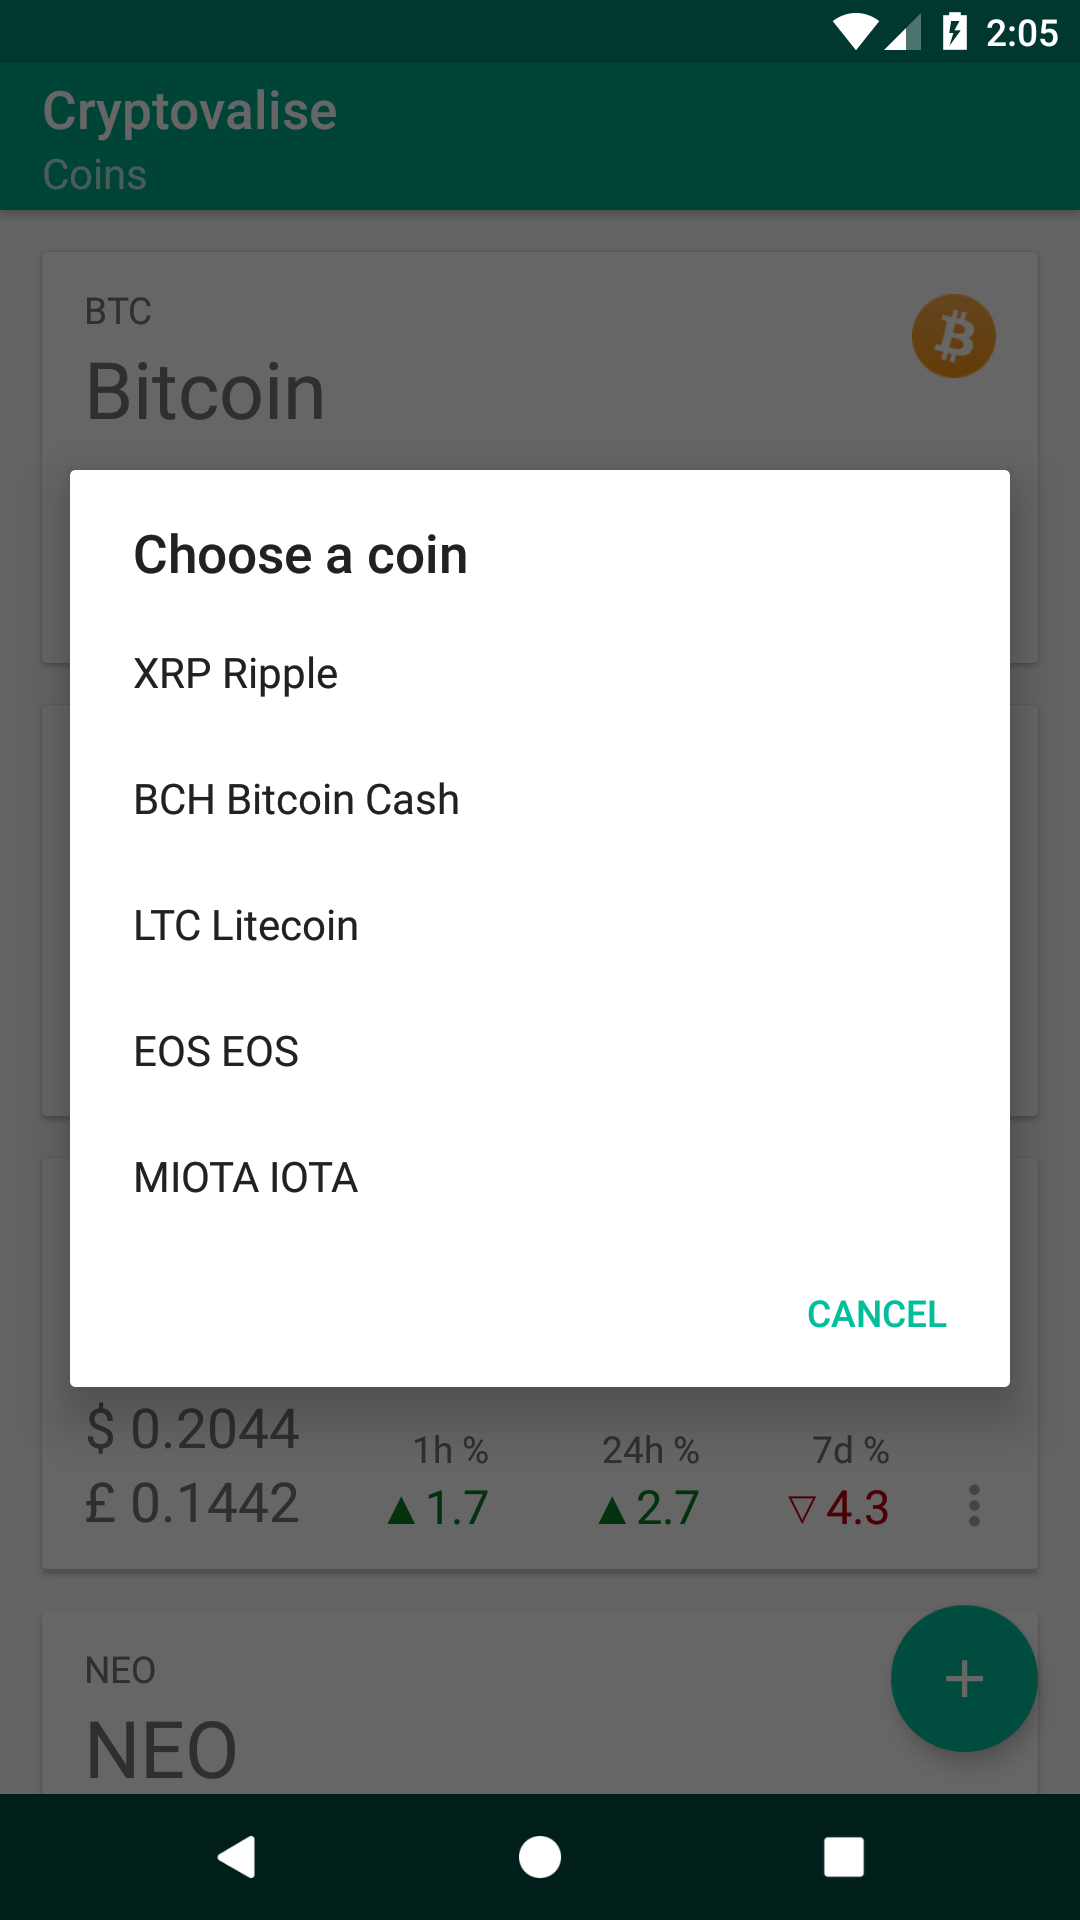 2:05
Cryptovalise
Coins
BTC
Bitcoin
Choose a coin
XRP Ripple
BCH Bitcoin Cash
LTC Litecoin
EOS EOS
MIOTA IOTA
CANCEL
$ 0.2044
£ 0.1442
1h %
▲1.7
24h %
▲2.7
7d %
▽4.3
NEO
NEO